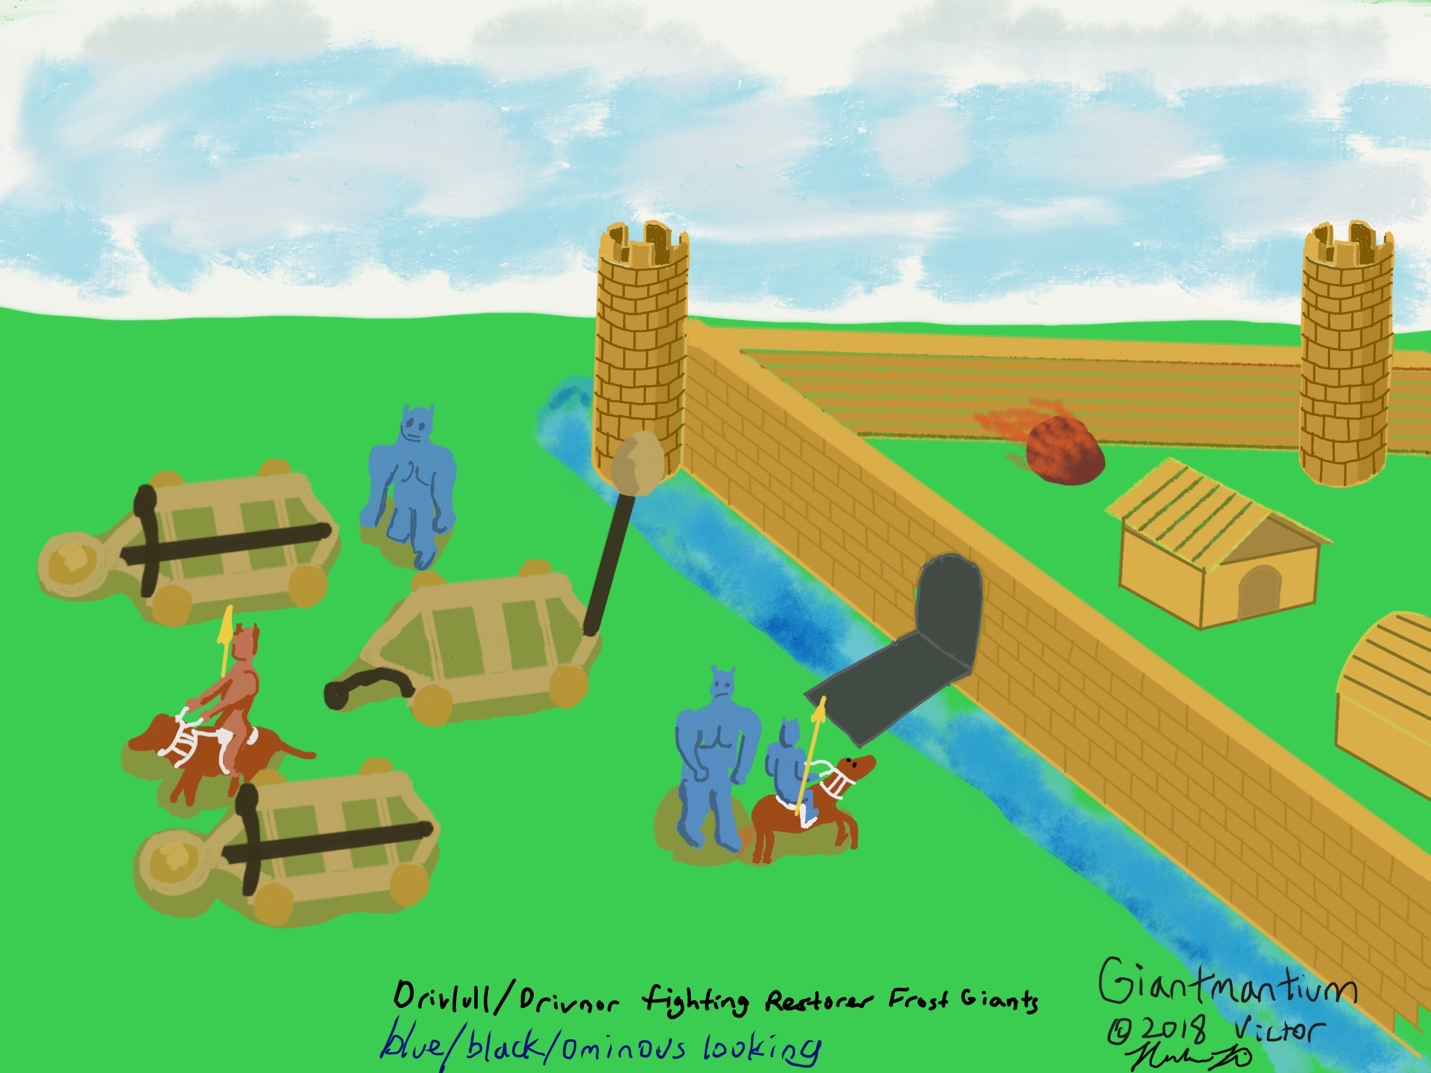 Drivlull/Drivnor fighting Restorer Frost Giants
blue/black/ominous looking
Giantmantium
©2018 Victor